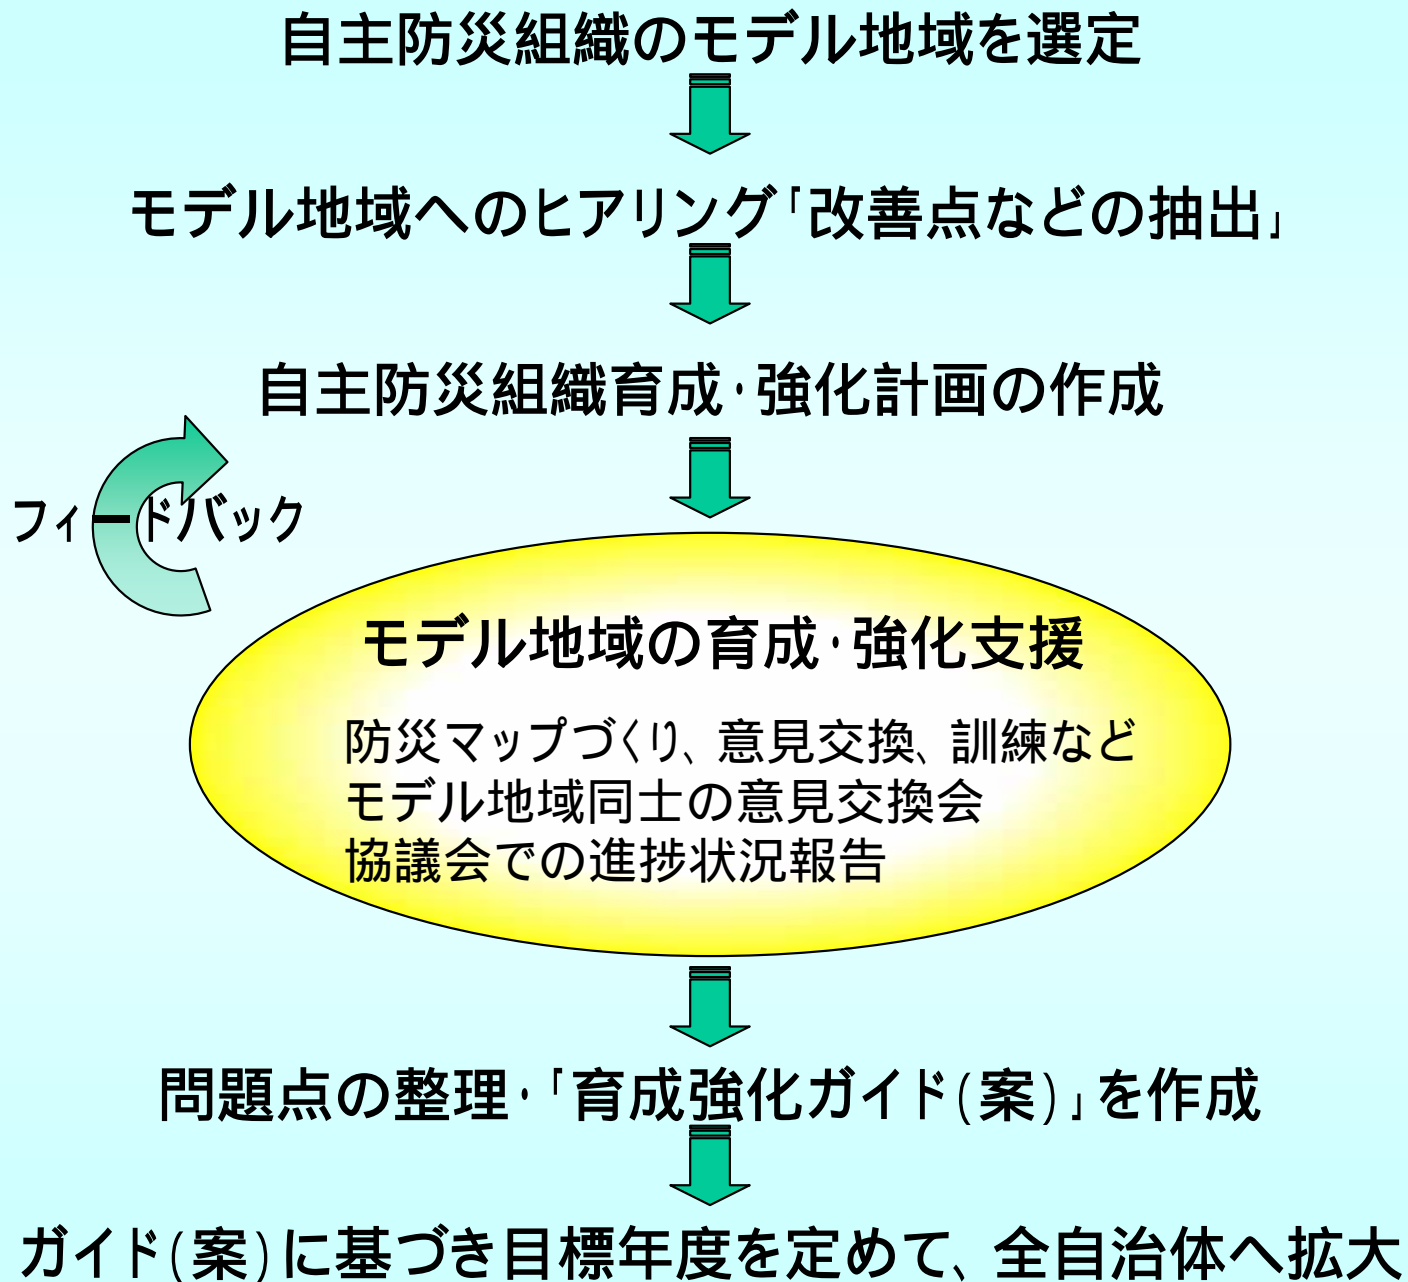 自主防災組織のモデル地域を選定
モデル地域へのヒアリング「改善点などの抽出」
自主防災組織育成・強化計画の作成
フィードバック
モデル地域の育成・強化支援
防災マップづくり、意見交換、訓練など
モデル地域同士の意見交換会
協議会での進捗状況報告
問題点の整理・「育成強化ガイド(案)」を作成
ガイド(案)に基づき目標年度を定めて、全自治体へ拡大